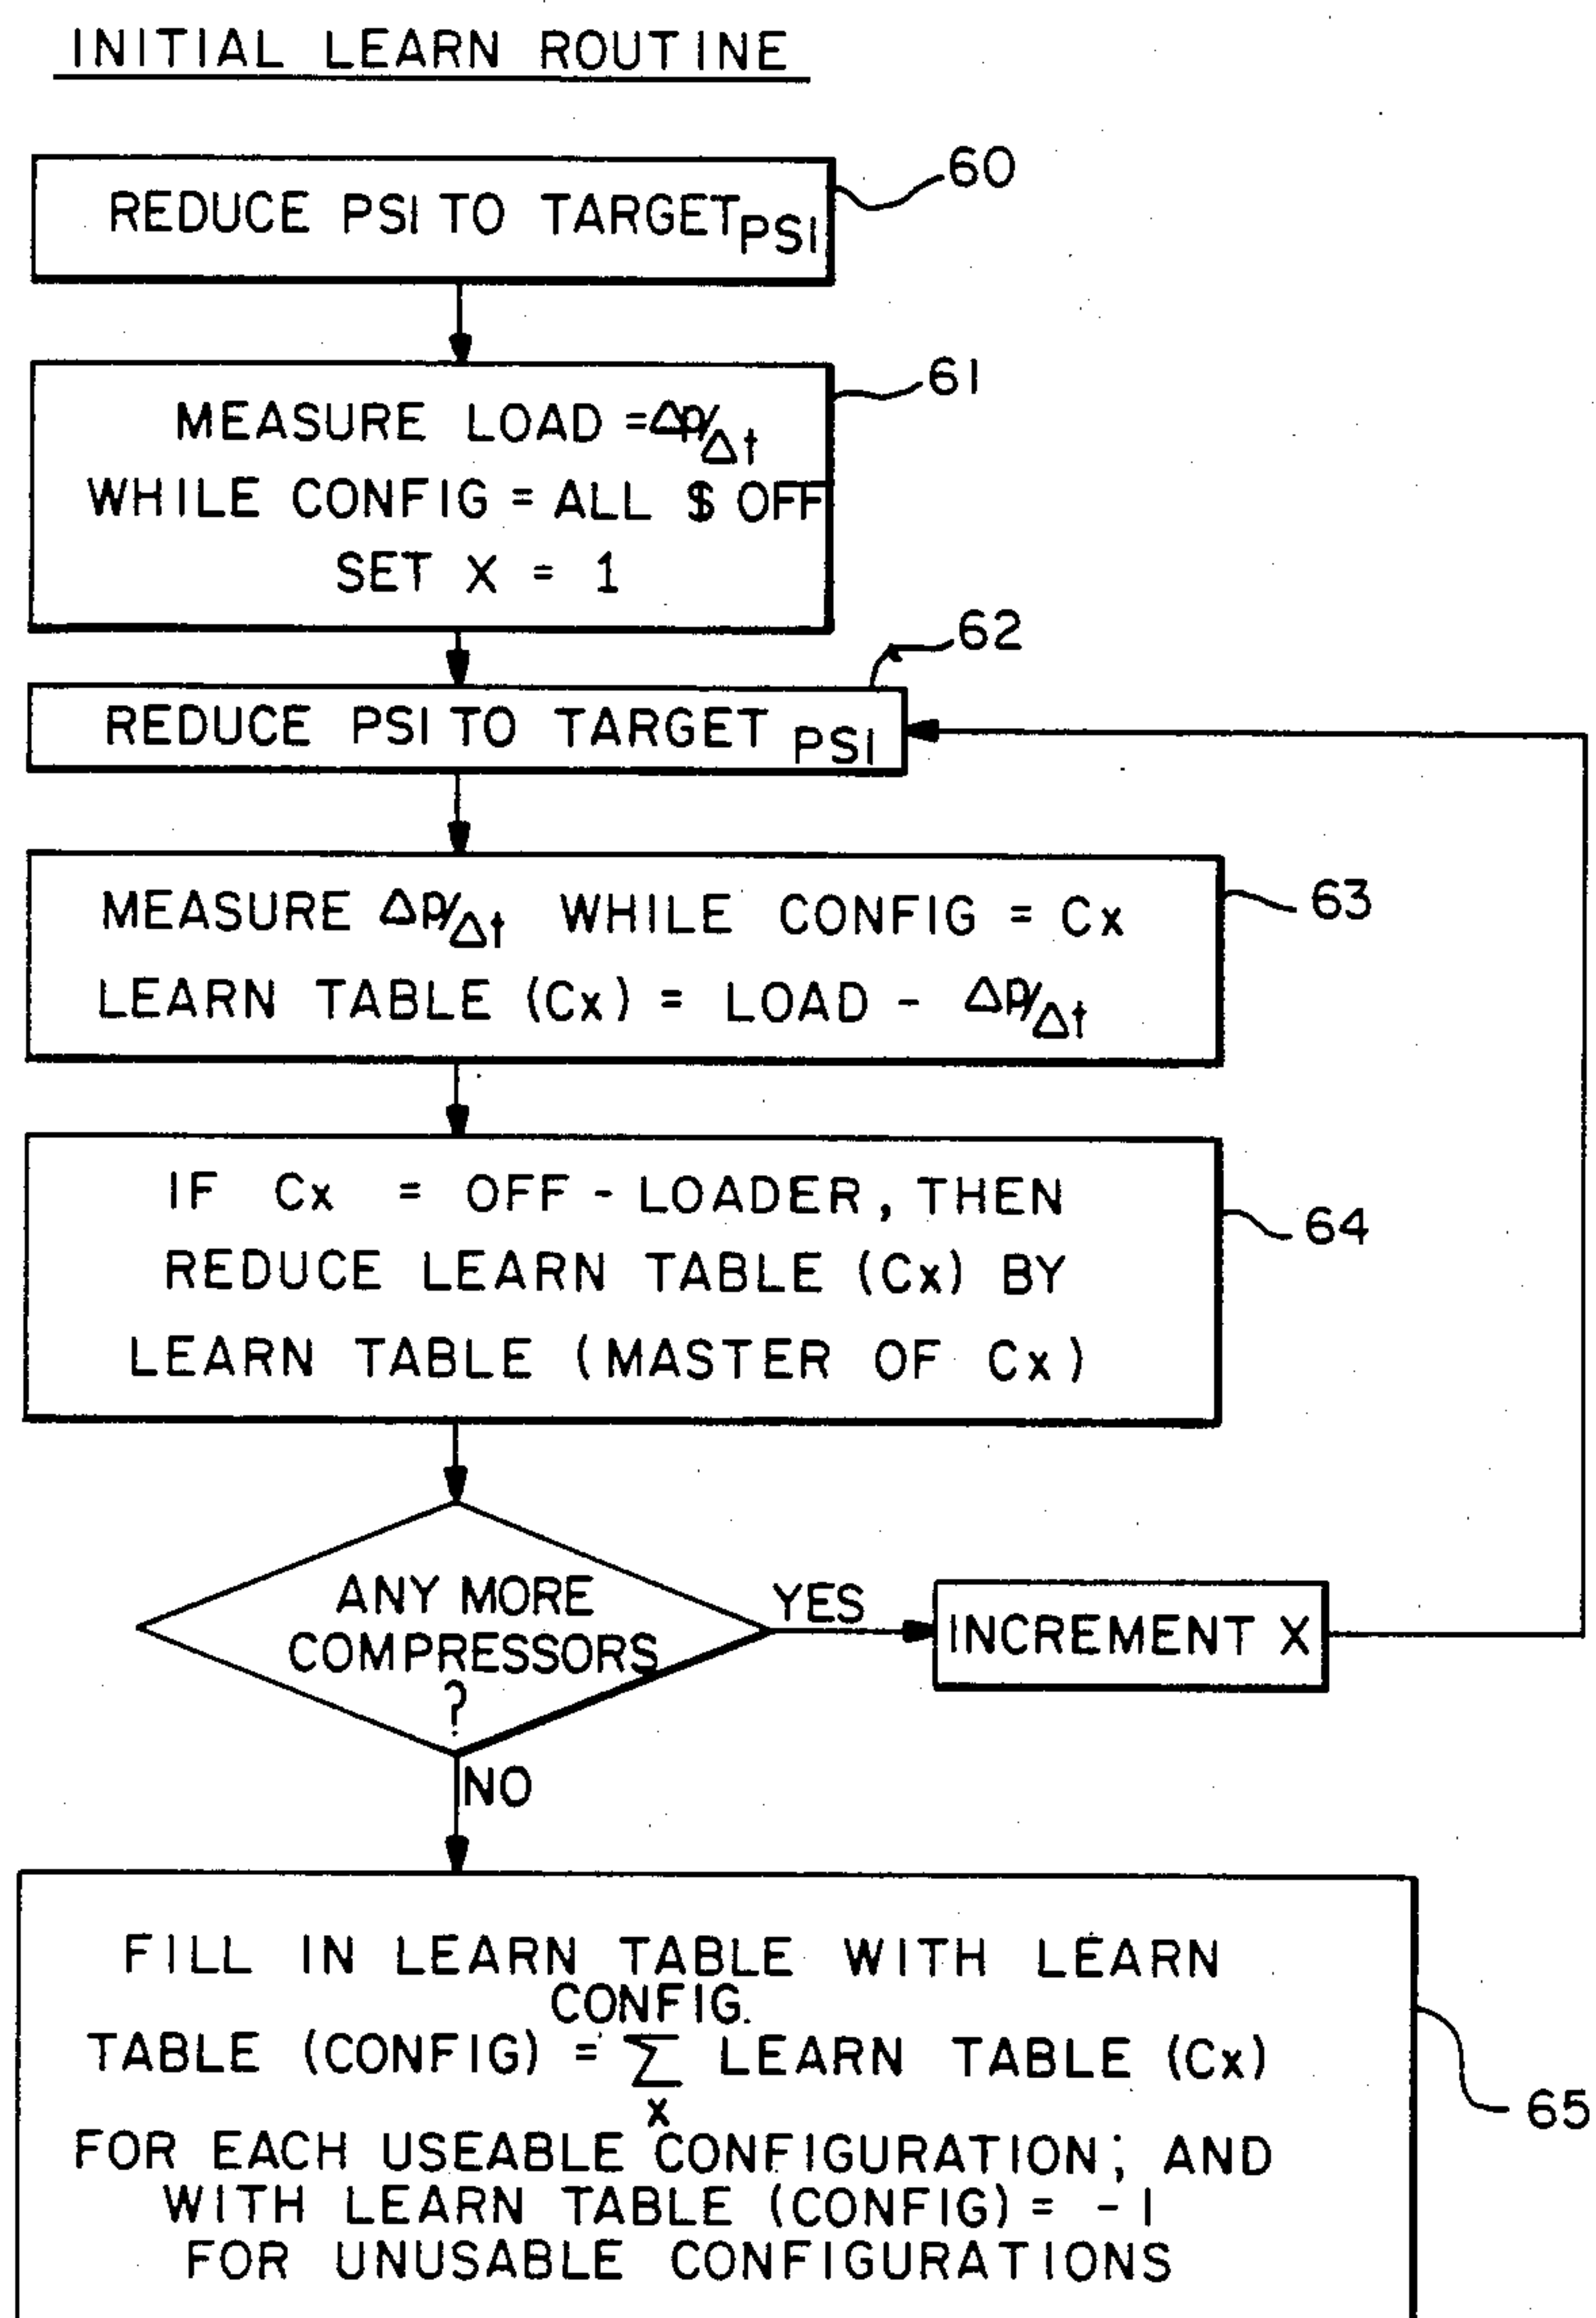 INITIAL LEARN ROUTINE
REDUCE PSI TO TARGET PSI
60
MEASURE LOAD = Δp/Δt
WHILE CONFIG = ALL $ OFF
SET X = 1
61
62
REDUCE PSI TO TARGET PSI
MEASURE Δp/Δt WHILE CONFIG = Cx
LEARN TABLE (Cx) = LOAD - Δp/Δt
63
IF Cx = OFF - LOADER, THEN
REDUCE LEARN TABLE (Cx) BY
LEARN TABLE (MASTER OF Cx)
64
ANY MORE
COMPRESSORS
?
YES
INCREMENT X
NO
FILL IN LEARN TABLE WITH LEARN
CONFIG.
TABLE (CONFIG) = Σ LEARN TABLE (Cx)
x
FOR EACH USEABLE CONFIGURATION; AND
WITH LEARN TABLE (CONFIG) = -1
FOR UNUSABLE CONFIGURATIONS
65